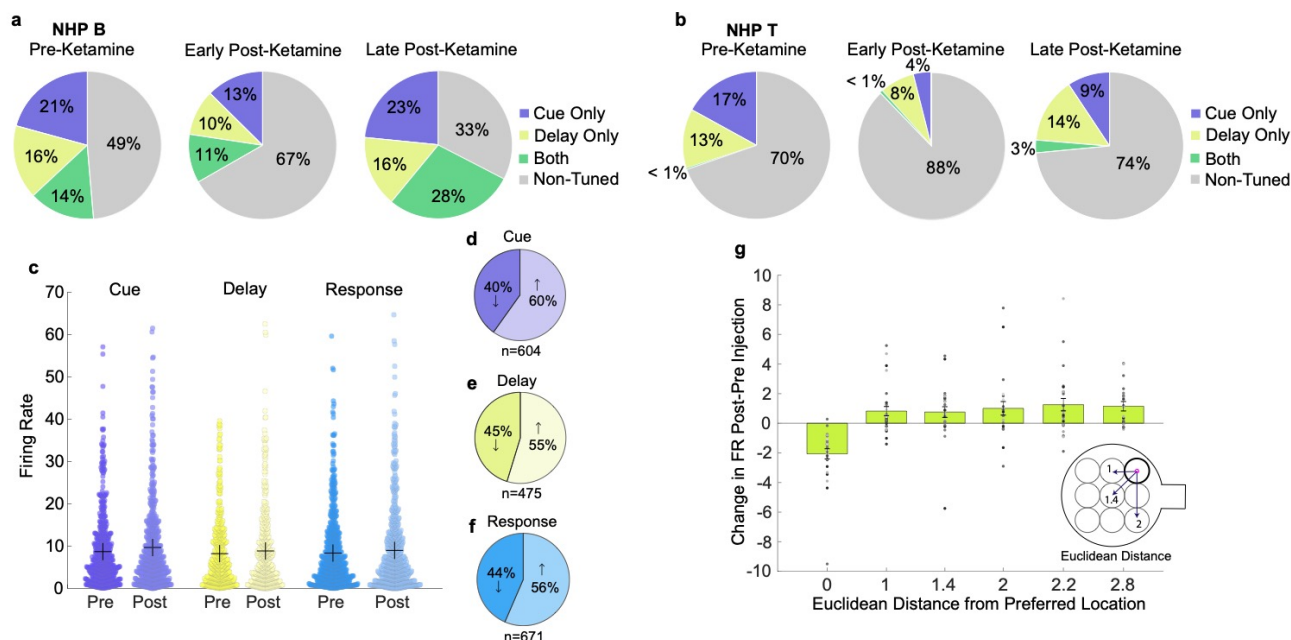 a
NHP B
Pre-Ketamine
Early Post-Ketamine
Late Post-Ketamine
21%
49%
16%
14%
13%
10%
11%
67%
23%
33%
16%
28%
Cue Only
Delay Only
Both
Non-Tuned
b
NHP T
Pre-Ketamine
Early Post-Ketamine
Late Post-Ketamine
17%
13%
< 1%
70%
4%
< 1%
8%
88%
9%
14%
3%
74%
Cue Only
Delay Only
Both
Non-Tuned
c
Cue
Delay
Response
Firing Rate
70
60
50
40
30
20
10
0
Pre
Post
Pre
Post
Pre
Post
d
Cue
40%
↓
↑
60%
n=604
e
Delay
45%
↓
↑
55%
n=475
f
Response
44%
↓
↑
56%
n=671
g
Change in FR Post-Pre Injection
10
8
6
4
2
0
-2
-4
-6
-8
-10
0
1
1.4
2
2.2
2.8
Euclidean Distance from Preferred Location
1
1.4
2
Euclidean Distance